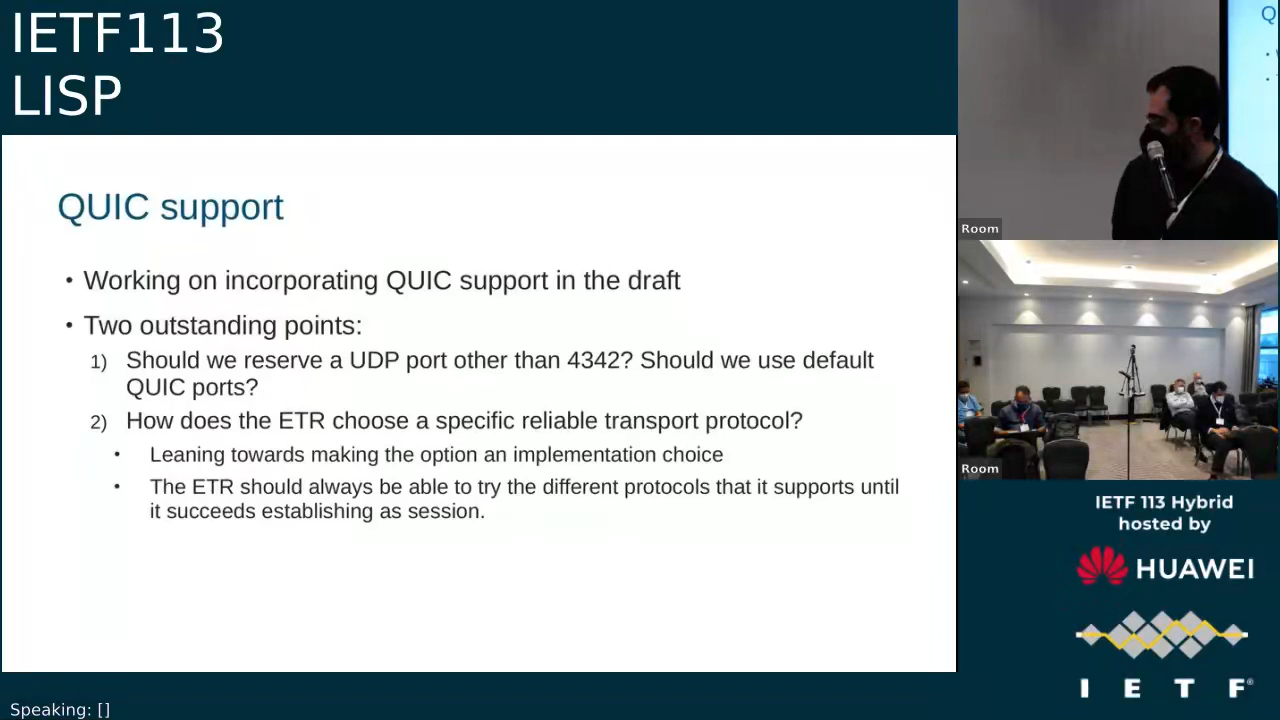 IETF113
LISP
QUIC support
• Working on incorporating QUIC support in the draft
• Two outstanding points:
1) Should we reserve a UDP port other than 4342? Should we use default
QUIC ports?
2) How does the ETR choose a specific reliable transport protocol?
• Leaning towards making the option an implementation choice
• The ETR should always be able to try the different protocols that it supports until
it succeeds establishing as session.
Q
Room
Room
IETF 113 Hybrid
hosted by
HUAWEI
I E T F®
Speaking: []